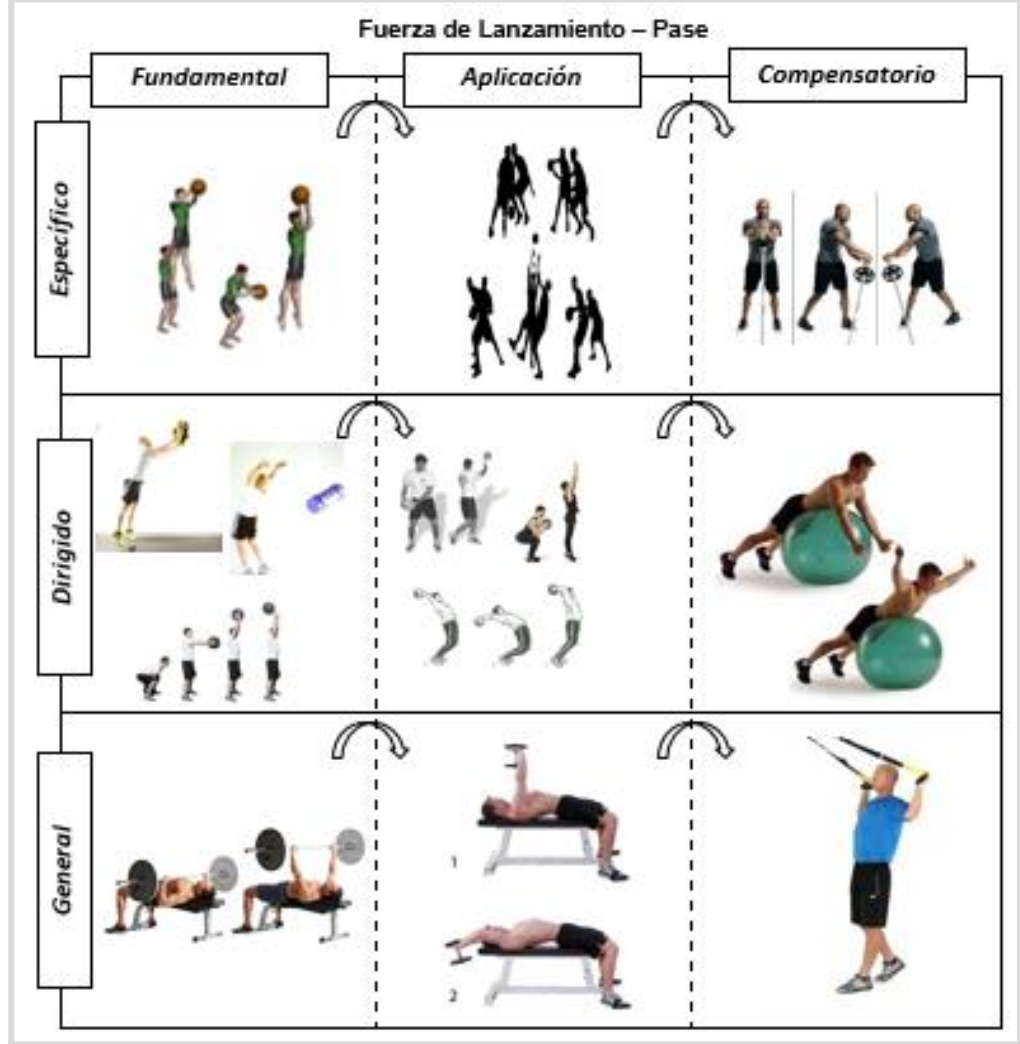 Fuerza de Lanzamiento – Pase
Fundamental
Aplicación
Compensatorio
Específico
Dirigido
General
1
2